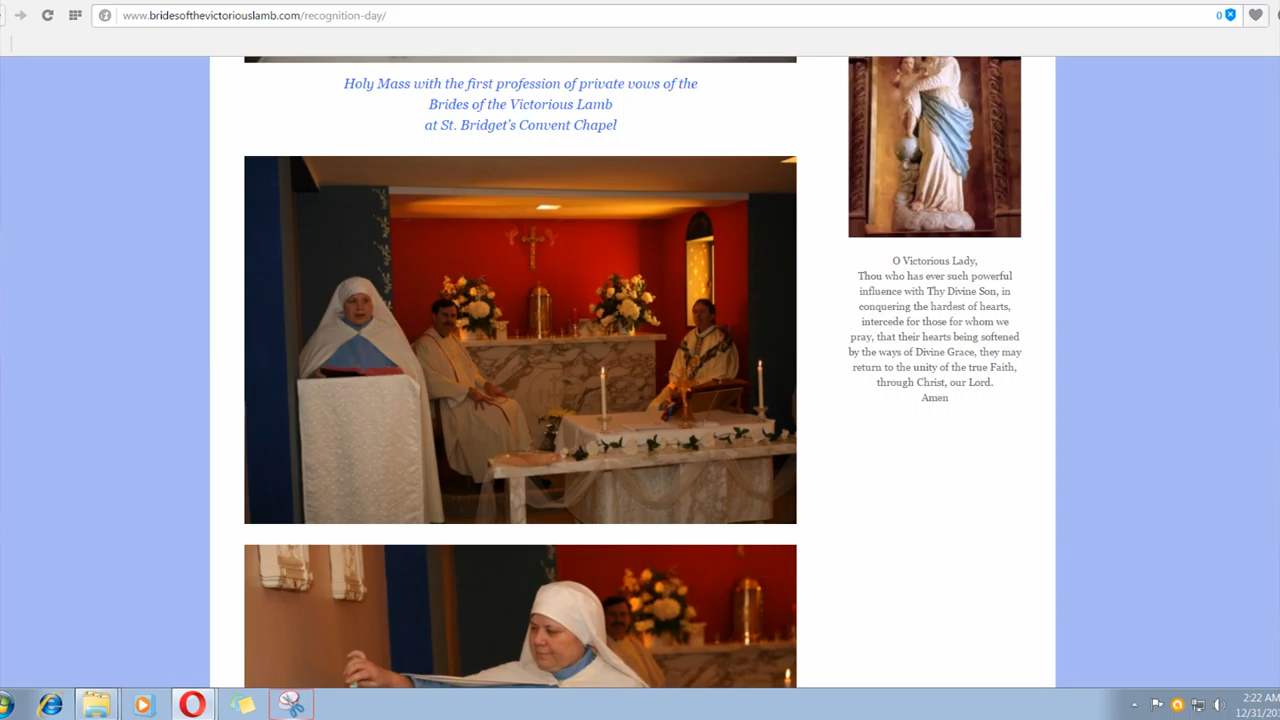 www.bridesofthevictoriouslamb.com/recognition-day/
0
Holy Mass with the first profession of private vows of the
Brides of the Victorious Lamb
at St. Bridget's Convent Chapel
O Victorious Lady,
Thou who has ever such powerful
influence with Thy Divine Son, in
conquering the hardest of hearts,
intercede for those for whom we
pray, that their hearts being softened
by the ways of Divine Grace, they may
return to the unity of the true Faith,
through Christ, our Lord.
Amen
2:22 AM
12/31/20